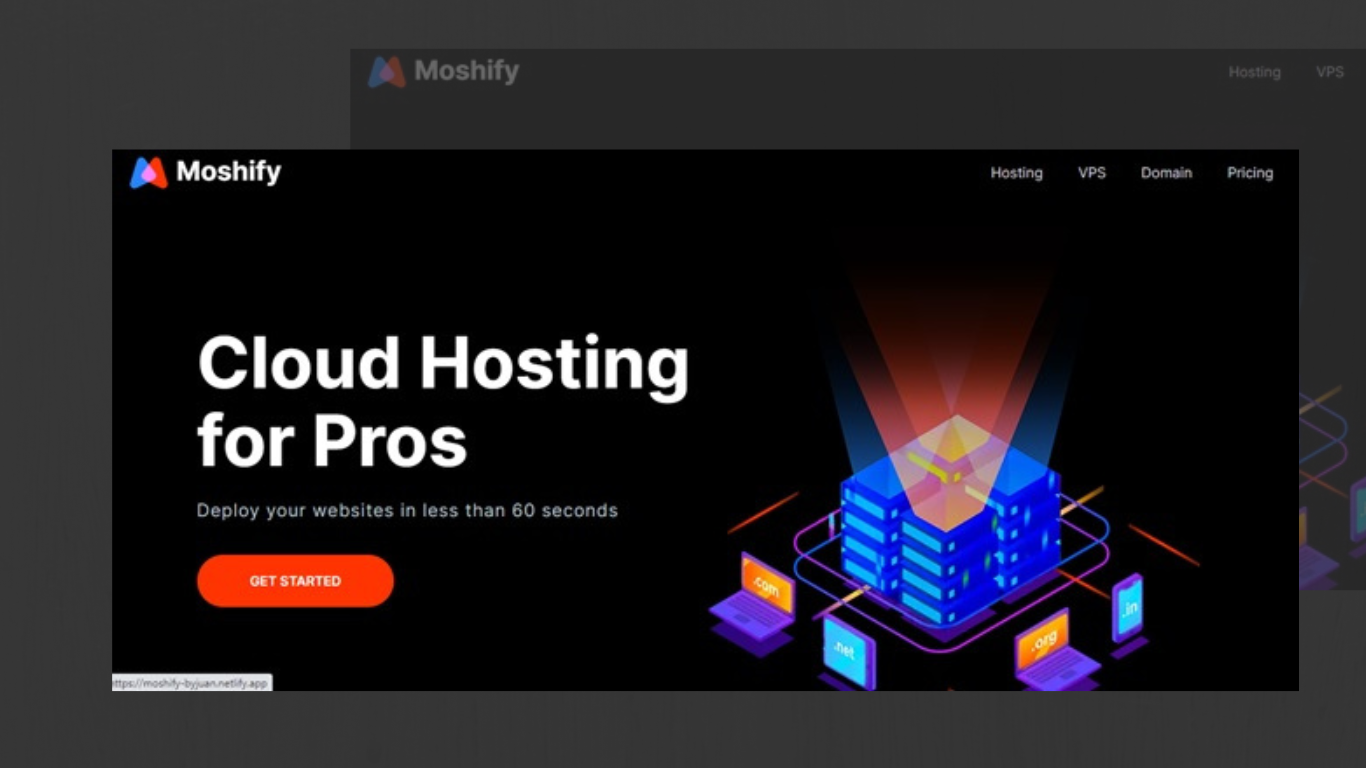 Moshify
Hosting VPS
Moshify
Hosting VPS Domain Pricing
Cloud Hosting
for Pros
Deploy your websites in less than 60 seconds
GET STARTED
.com
.net
.org
.in
ttps://moshify-byjuan.netlify.app